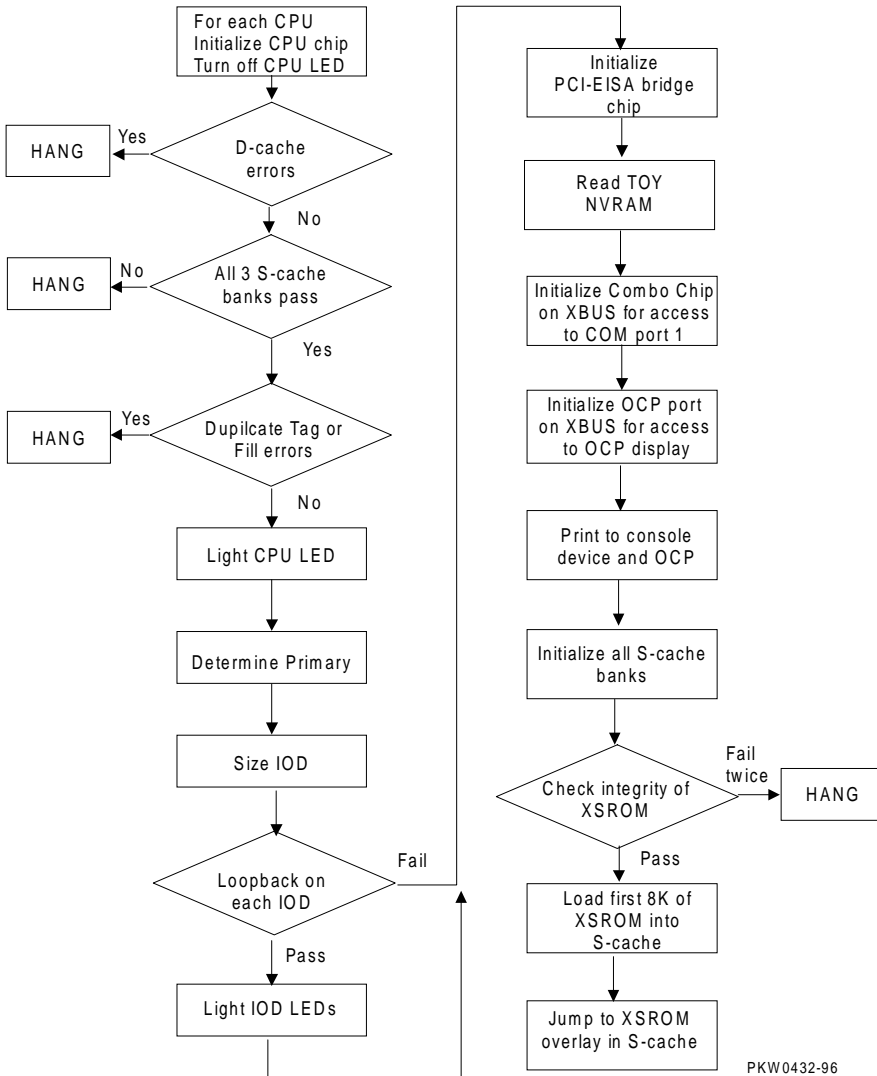 For each CPU
Initialize CPU chip
Turn off CPU LED
D-cache
errors
Yes
HANG
No
All 3 S-cache
banks pass
No
HANG
Yes
Dupilcate Tag or
Fill errors
Yes
HANG
No
Light CPU LED
Determine Primary
Size IOD
Loopback on
each IOD
Fail
Pass
Light IOD LEDs
Initialize
PCI-EISA bridge
chip
Read TOY
NVRAM
Initialize Combo Chip
on XBUS for access
to COM port 1
Initialize OCP port
on XBUS for access
to OCP display
Print to console
device and OCP
Initialize all S-cache
banks
Check integrity of
XSROM
Fail
twice
HANG
Pass
Load first 8K of
XSROM into
S-cache
Jump to XSROM
overlay in S-cache
PKW0432-96